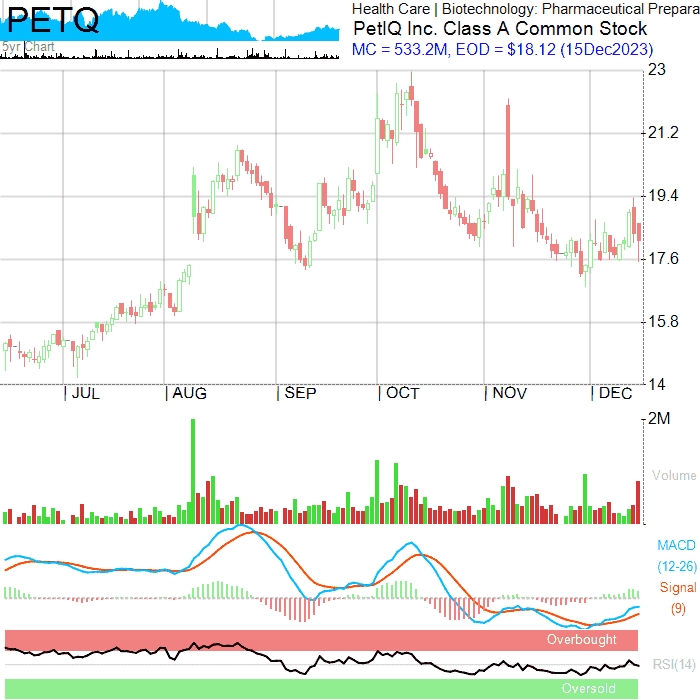 PETQ
5yr Chart
Health Care | Biotechnology: Pharmaceutical Prepara
PetIQ Inc. Class A Common Stock
MC = 533.2M, EOD = $18.12 (15Dec2023)
23
21.2
19.4
17.6
15.8
14
JUL AUG SEP OCT NOV DEC
2M
Volume
MACD
(12-26)
Signal
(9)
Overbought
RSI(14)
Oversold